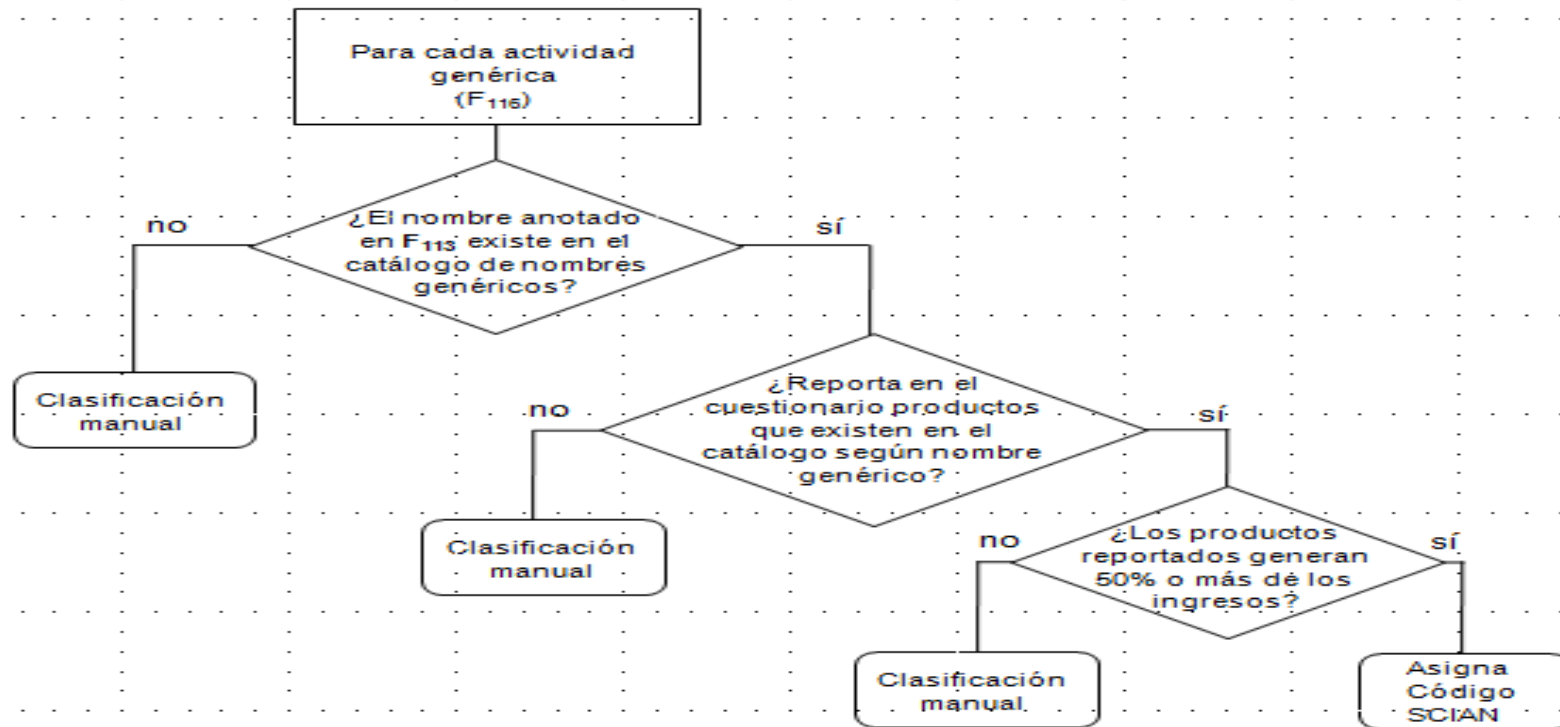 Para cada actividad
genérica
(F₁₁₆)
¿El nombre anotado
en F₁₁₃ existe en el
catálogo de nombres
genéricos?
no
sí
Clasificación
manual
¿Reporta en el
cuestionario productos
que existen en el
catálogo según nombre
genérico?
no
sí
Clasificación
manual
¿Los productos
reportados generan
50% o más de los
ingresos?
no
sí
Clasificación
manual
Asigna
Código
SCIAN